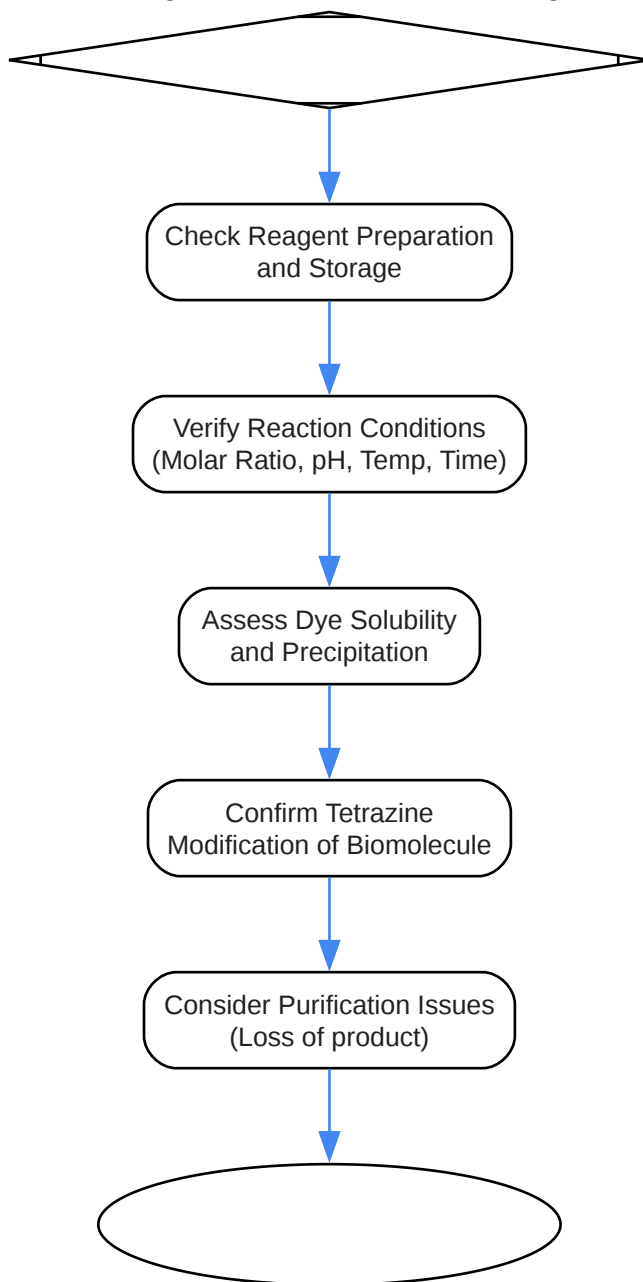 Check Reagent Preparation
and Storage
Verify Reaction Conditions
(Molar Ratio, pH, Temp, Time)
Assess Dye Solubility
and Precipitation
Confirm Tetrazine
Modification of Biomolecule
Consider Purification Issues
(Loss of product)